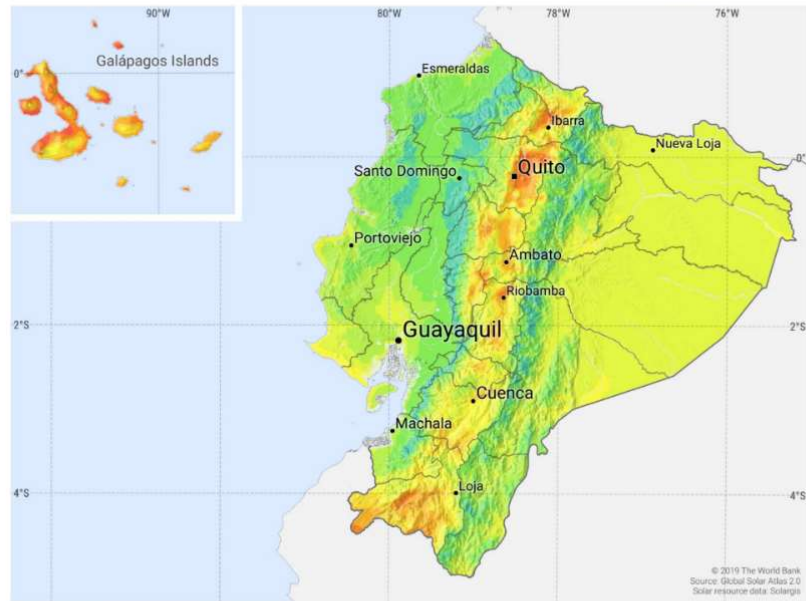 90°W
80°W
78°W
76°W
Galápagos Islands
0°
Esmeraldas
Ibarra
Nueva Loja
0°
Santo Domingo
Quito
Portoviejo
Ambato
Riobamba
2°S
Guayaquil
2°S
Cuenca
Machala
4°S
Loja
4°S
© 2019 The World Bank
Source: Global Solar Atlas 2.0
Solar resource data: Solargis